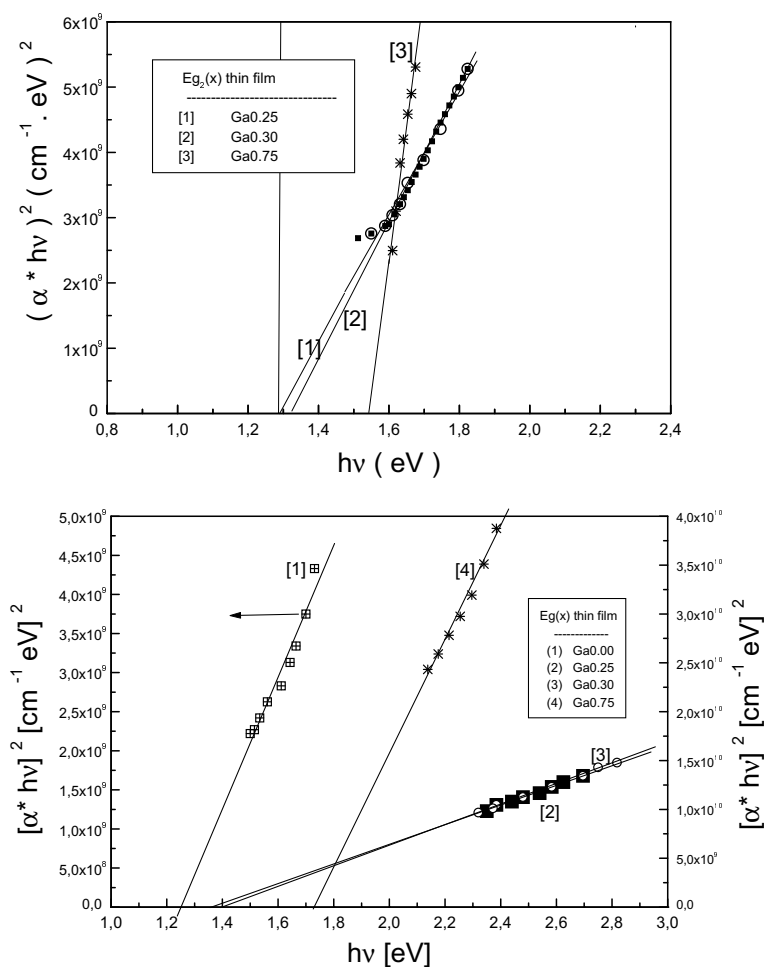 6x10⁹
5x10⁹
4x10⁹
3x10⁹
2x10⁹
1x10⁹
0
( α * hν ) ² ( cm⁻¹ . eV ) ²
Eg₂(x) thin film
--------------------------------
[1] Ga0.25
[2] Ga0.30
[3] Ga0.75
[3]
[2]
[1]
0,8 1,0 1,2 1,4 1,6 1,8 2,0 2,2 2,4
hν ( eV )
5,0x10⁹
4,5x10⁹
4,0x10⁹
3,5x10⁹
3,0x10⁹
2,5x10⁹
2,0x10⁹
1,5x10⁹
1,0x10⁹
5,0x10⁸
0,0
[α* hν] ² [cm⁻¹ eV] ²
[1]
[4]
Eg(x) thin film
-------------
(1) Ga0.00
(2) Ga0.25
(3) Ga0.30
(4) Ga0.75
[3]
[2]
4,0x10¹⁰
3,5x10¹⁰
3,0x10¹⁰
2,5x10¹⁰
2,0x10¹⁰
1,5x10¹⁰
1,0x10¹⁰
5,0x10⁹
0,0
[α* hν] ² [cm⁻¹ eV] ²
1,0 1,2 1,4 1,6 1,8 2,0 2,2 2,4 2,6 2,8 3,0
hν [eV]